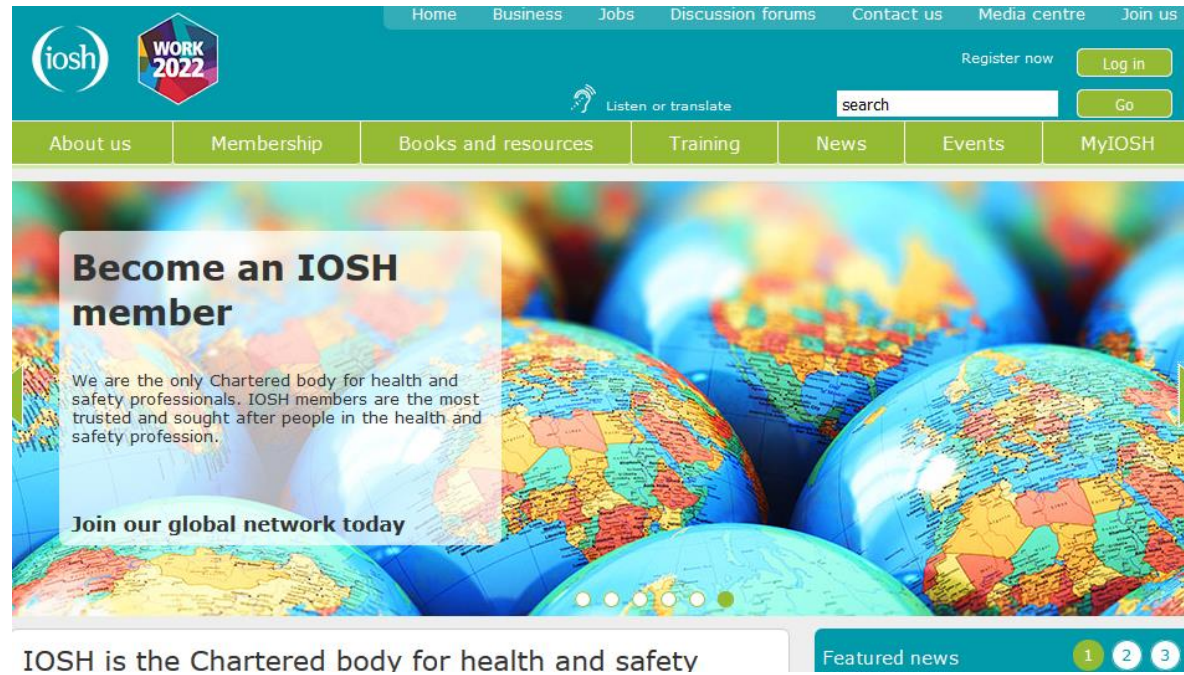 Home Business Jobs Discussion forums Contact us Media centre Join us
iosh
WORK
2022
Register now Log in
Listen or translate search Go
About us Membership Books and resources Training News Events MyIOSH
Become an IOSH
member
We are the only Chartered body for health and
safety professionals. IOSH members are the most
trusted and sought after people in the health and
safety profession.
Join our global network today
IOSH is the Chartered body for health and safety
Featured news 1 2 3